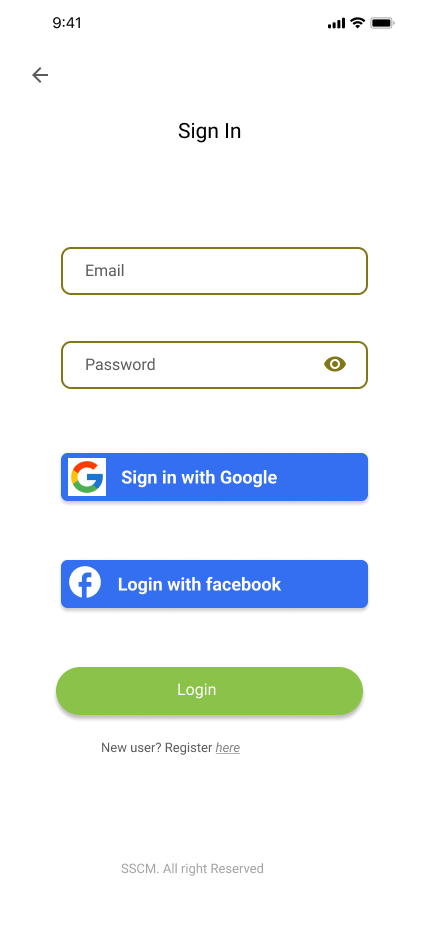 9:41
Sign In
Email
Password
Sign in with Google
Login with facebook
Login
New user? Register here
SSCM. All right Reserved